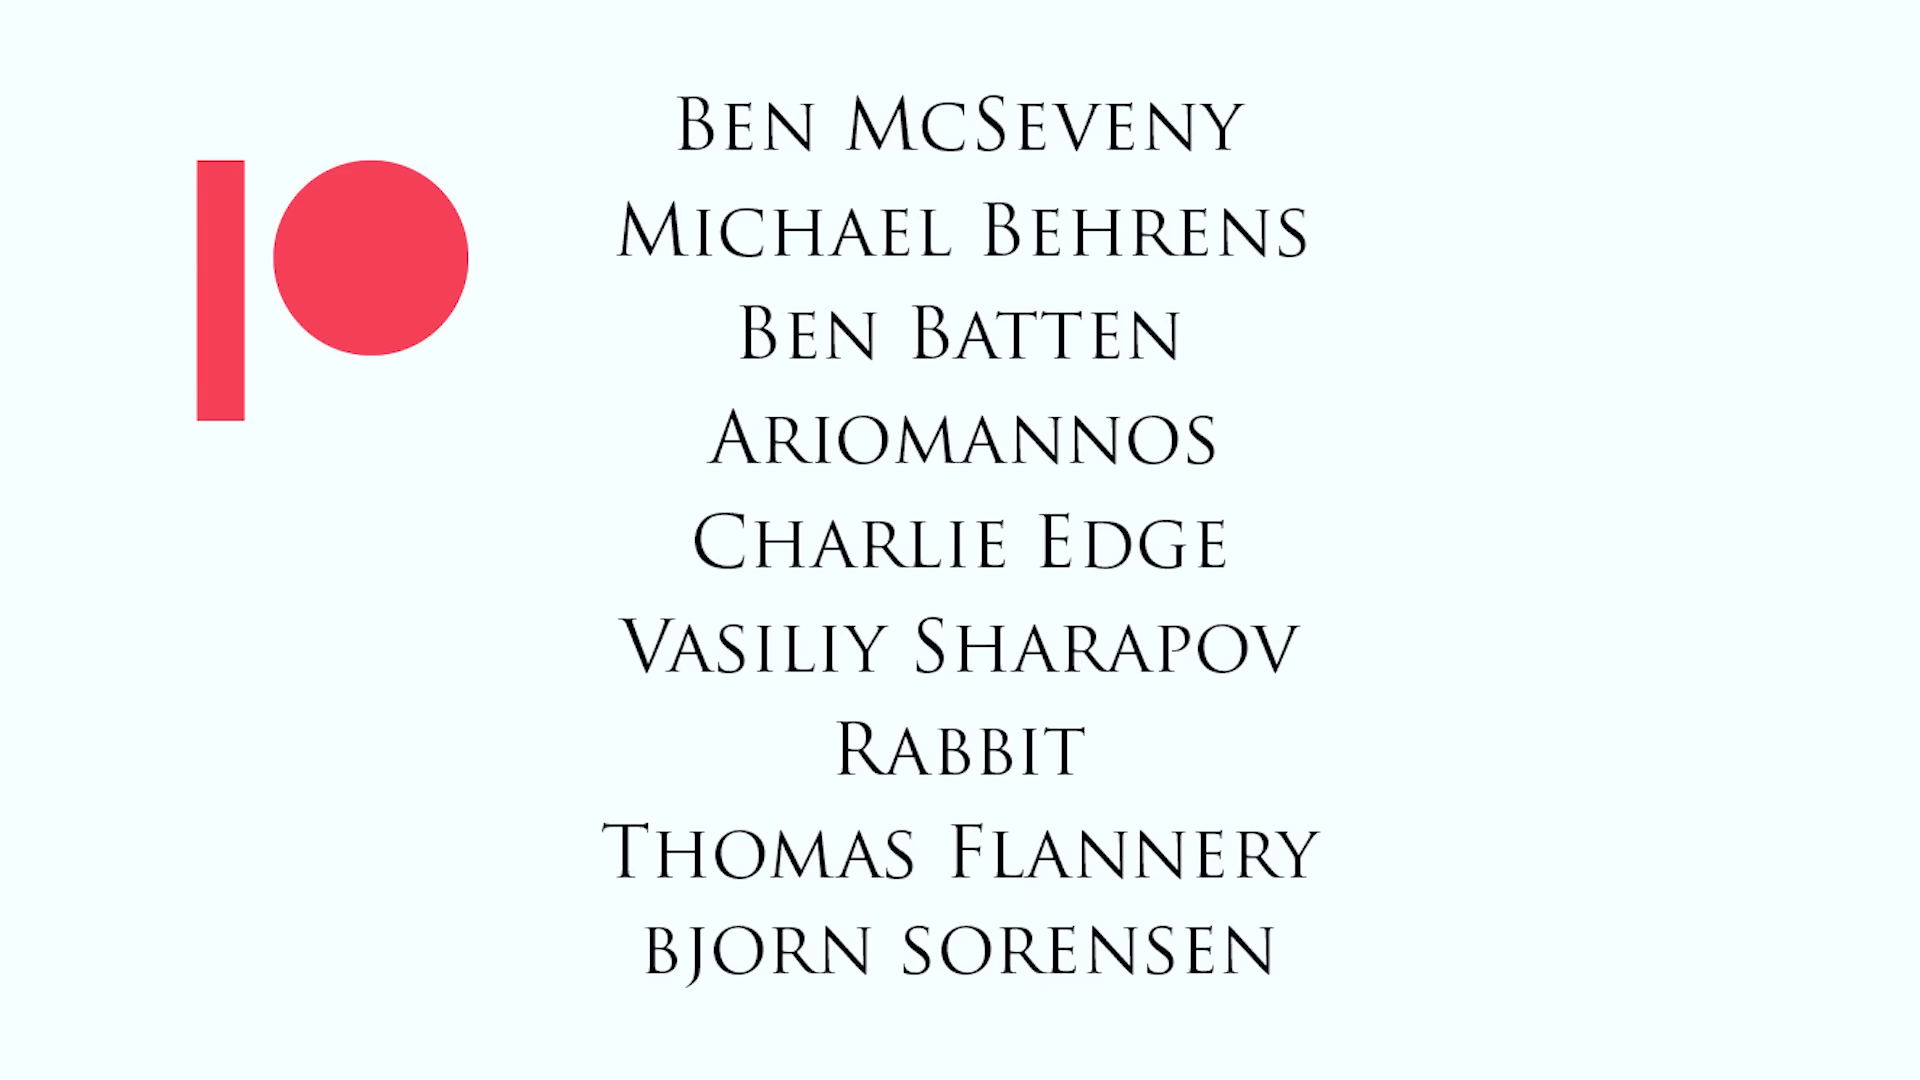 Ben McSeveny
Michael Behrens
Ben Batten
Ariomannos
Charlie Edge
Vasiliy Sharapov
Rabbit
Thomas Flannery
bjorn sorensen